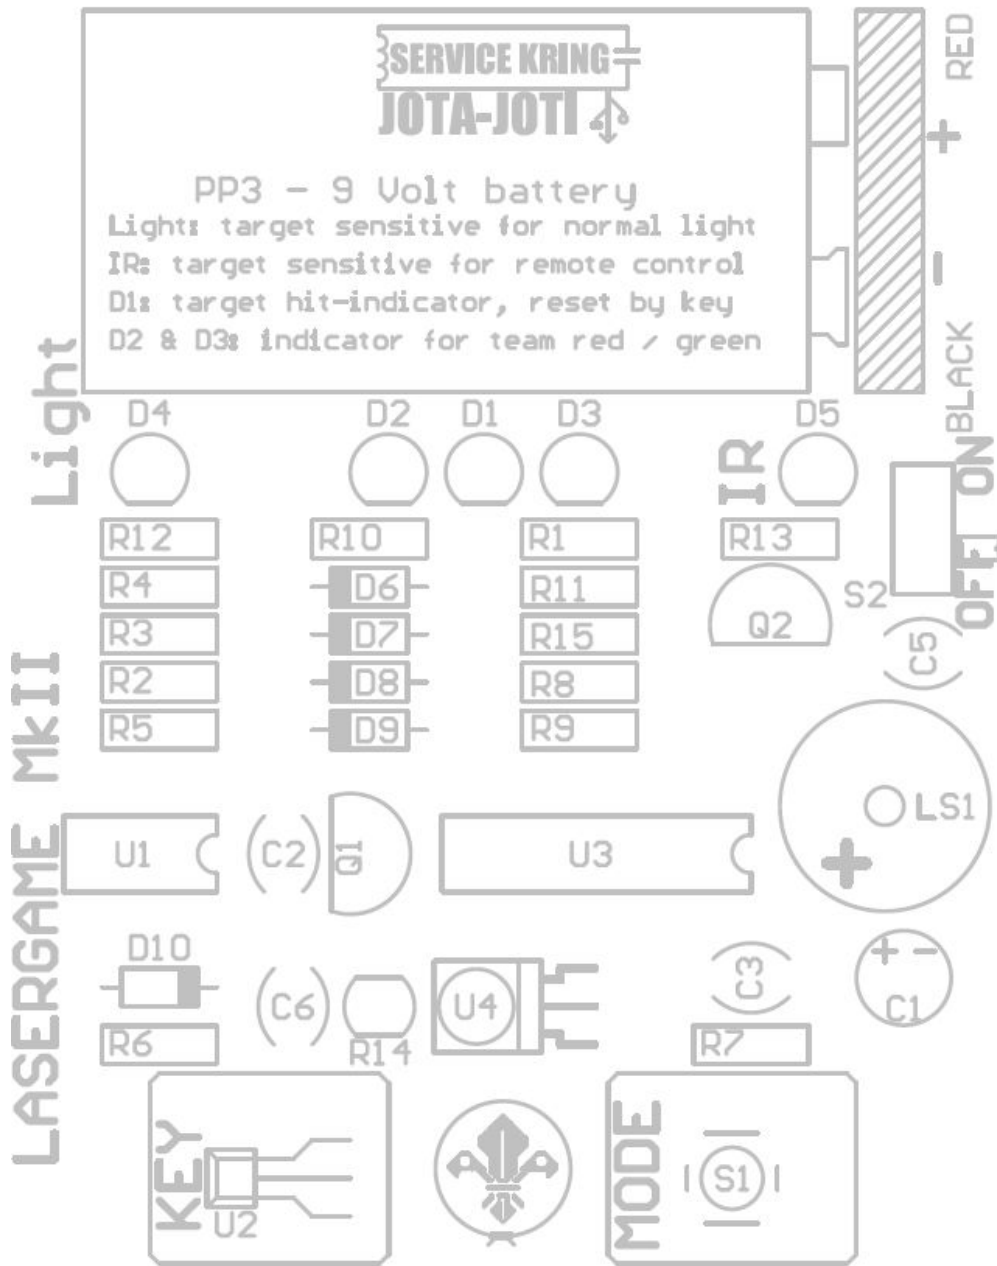 SERVICE KRING
JOTA-JOTI
RED
+
PP3 - 9 Volt battery
Light: target sensitive for normal light
IR: target sensitive for remote control
-
D1: target hit-indicator, reset by key
D2 & D3: indicator for team red / green
BLACK
Light
D4 D2 D1 D3 D5
IR
ON
OFF
R12 R10 R1 R13
R4 D6 R11 S2
R3 D7 R15 Q2
R2 D8 R8 C5
R5 D9 R9
LASERGAME MkII
LS1
+
U1 C2 Q1 U3
D10
C3
+ -
C1
C6 U4
R6 R14 R7
KEY
U2
MODE
S1